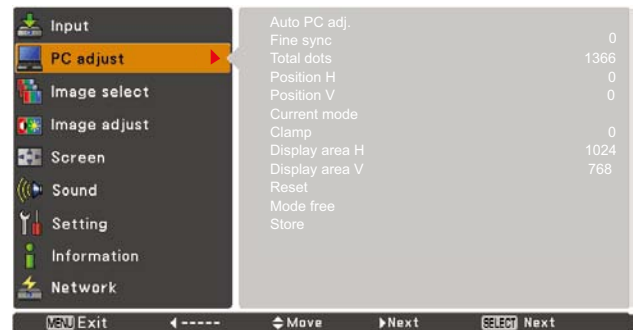 Input
PC adjust
Image select
Image adjust
Screen
Sound
Setting
Information
Network
Auto PC adj.
Fine sync 0
Total dots 1366
Position H 0
Position V 0
Current mode
Clamp 0
Display area H 1024
Display area V 768
Reset
Mode free
Store
MENU Exit ----- Move Next SELECT Next